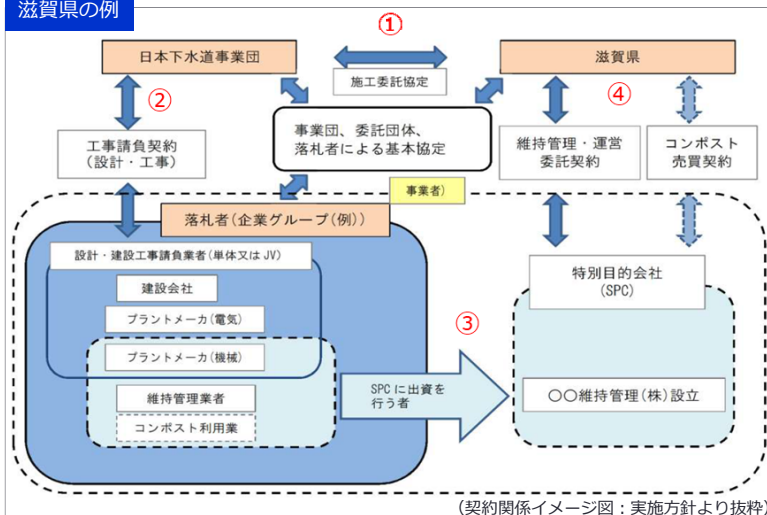 滋賀県の例
①
日本下水道事業団
滋賀県
施工委託協定
②
④
工事請負契約
(設計・工事)
事業団、委託団体、
落札者による基本協定
維持管理・運営
委託契約
コンポスト
売買契約
事業者)
落札者(企業グループ(例))
設計・建設工事請負業者(単体又はJV)
建設会社
プラントメーカ(電気)
プラントメーカ(機械)
維持管理業者
コンポスト利用業
③
SPCに出資を
行う者
特別目的会社
(SPC)
〇〇維持管理(株)設立
(契約関係イメージ図:実施方針より抜粋)